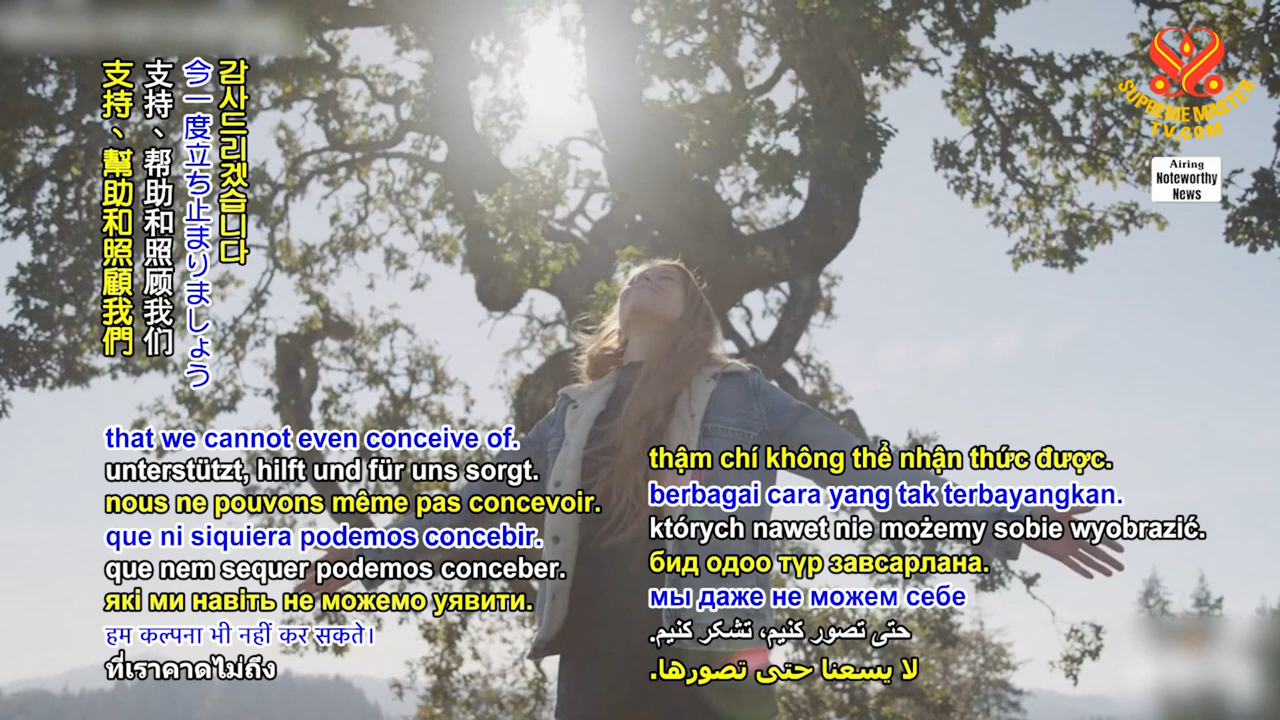 支持、幫助和照顧我們
支持、帮助和照顾我们
今一度立ち止まりましょう
감사드리겠습니다
SUPREME MASTER
TV.COM
Airing
Noteworthy
News
that we cannot even conceive of.
unterstützt, hilft und für uns sorgt.
nous ne pouvons même pas concevoir.
que ni siquiera podemos concebir.
que nem sequer podemos conceber.
які ми навіть не можемо уявити.
हम कल्पना भी नहीं कर सकते।
ที่เราคาดไม่ถึง
thậm chí không thể nhận thức được.
berbagai cara yang tak terbayangkan.
których nawet nie możemy sobie wyobrazić.
бид одоо түр завсарлана.
мы даже не можем себе
حتی تصور کنیم، تشکر کنیم.
لا يسعنا حتى تصورها.